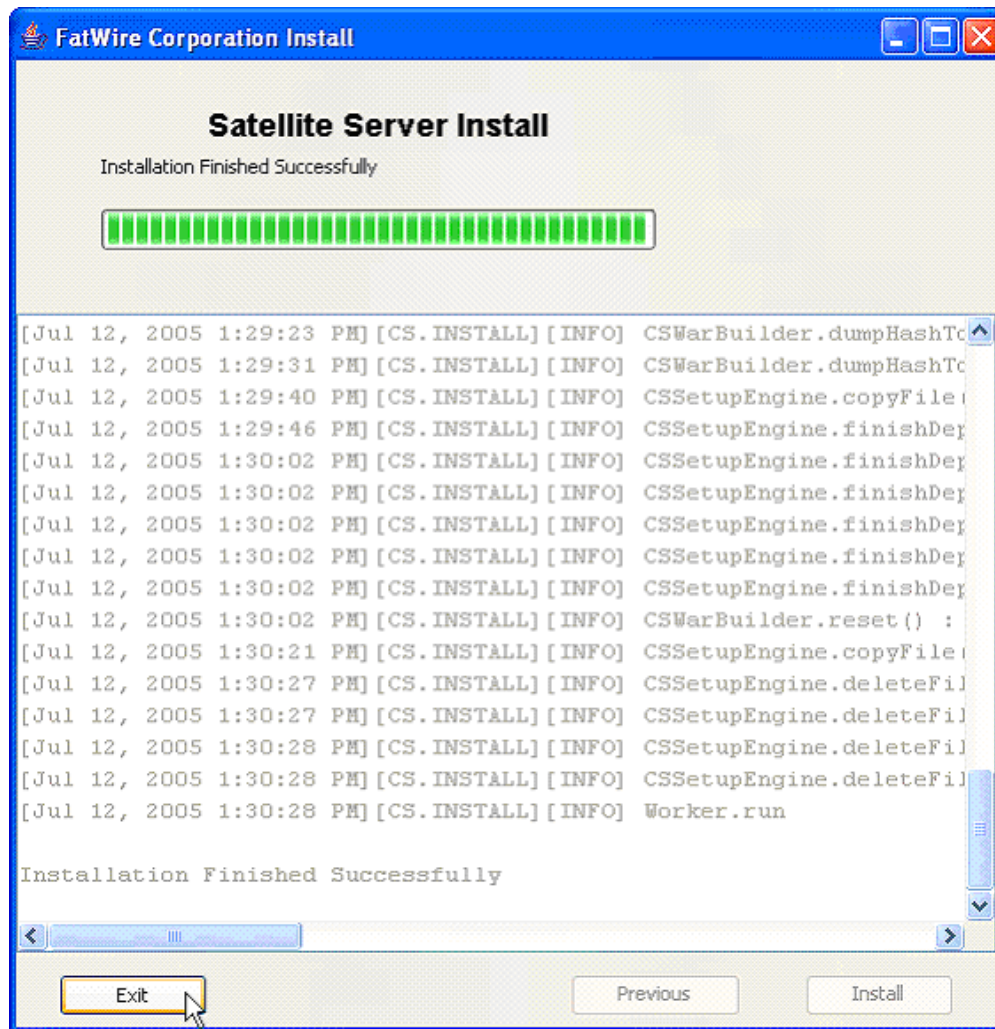 FatWire Corporation Install
Satellite Server Install
Installation Finished Successfully
[Jul 12, 2005 1:29:23 PM][CS.INSTALL][INFO] CSWarBuilder.dumpHashTo
[Jul 12, 2005 1:29:31 PM][CS.INSTALL][INFO] CSWarBuilder.dumpHashTo
[Jul 12, 2005 1:29:40 PM][CS.INSTALL][INFO] CSSetupEngine.copyFile(
[Jul 12, 2005 1:29:46 PM][CS.INSTALL][INFO] CSSetupEngine.finishDep
[Jul 12, 2005 1:30:02 PM][CS.INSTALL][INFO] CSSetupEngine.finishDep
[Jul 12, 2005 1:30:02 PM][CS.INSTALL][INFO] CSSetupEngine.finishDep
[Jul 12, 2005 1:30:02 PM][CS.INSTALL][INFO] CSSetupEngine.finishDep
[Jul 12, 2005 1:30:02 PM][CS.INSTALL][INFO] CSSetupEngine.finishDep
[Jul 12, 2005 1:30:02 PM][CS.INSTALL][INFO] CSSetupEngine.finishDep
[Jul 12, 2005 1:30:02 PM][CS.INSTALL][INFO] CSWarBuilder.reset() :
[Jul 12, 2005 1:30:21 PM][CS.INSTALL][INFO] CSSetupEngine.copyFile(
[Jul 12, 2005 1:30:27 PM][CS.INSTALL][INFO] CSSetupEngine.deleteFil
[Jul 12, 2005 1:30:27 PM][CS.INSTALL][INFO] CSSetupEngine.deleteFil
[Jul 12, 2005 1:30:28 PM][CS.INSTALL][INFO] CSSetupEngine.deleteFil
[Jul 12, 2005 1:30:28 PM][CS.INSTALL][INFO] CSSetupEngine.deleteFil
[Jul 12, 2005 1:30:28 PM][CS.INSTALL][INFO] Worker.run
Installation Finished Successfully
Exit Previous Install